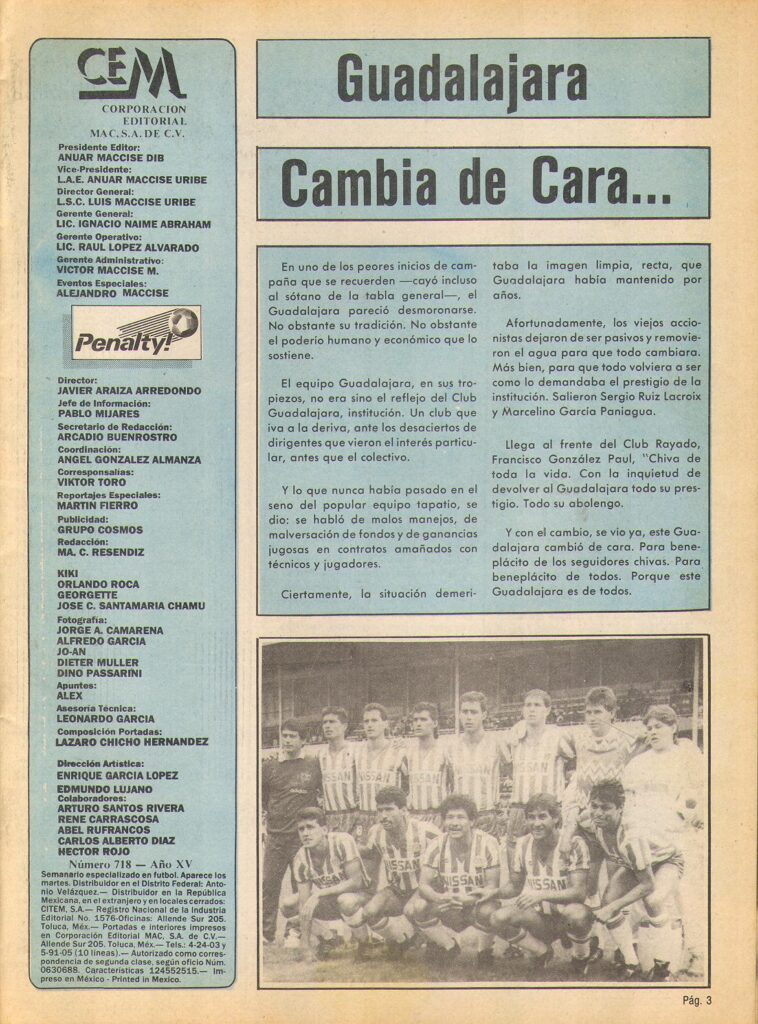 CEM
CORPORACION
EDITORIAL
MAC, S.A. DE C.V.
Presidente Editor:
ANUAR MACCISE DIB
Vice-Presidente:
L.A.E. ANUAR MACCISE URIBE
Director General:
L.S.C. LUIS MACCISE URIBE
Gerente General:
LIC. IGNACIO NAIME ABRAHAM
Gerente Operativo:
LIC. RAUL LOPEZ ALVARADO
Gerente Administrativo:
VICTOR MACCISE M.
Eventos Especiales:
ALEJANDRO MACCISE
Penalty!
Director:
JAVIER ARAIZA ARREDONDO
Jefe de Información:
PABLO MIJARES
Secretario de Redacción:
ARCADIO BUENROSTRO
Coordinación:
ANGEL GONZALEZ ALMANZA
Corresponsalías:
VIKTOR TORO
Reportajes Especiales:
MARTIN FIERRO
Publicidad:
GRUPO COSMOS
Redacción:
MA. C. RESENDIZ
KIKI
ORLANDO ROCA
GEORGETTE
JOSE C. SANTAMARIA CHAMU
Fotografía:
JORGE A. CAMARENA
ALFREDO GARCIA
JO-AN
DIETER MULLER
DINO PASSARINI
Apuntes:
ALEX
Asesoría Técnica:
LEONARDO GARCIA
Composición Portadas:
LAZARO CHICHO HERNANDEZ
Dirección Artística:
ENRIQUE GARCIA LOPEZ
EDMUNDO LUJANO
Colaboradores:
ARTURO SANTOS RIVERA
RENE CARRASCOSA
ABEL RUFRANCOS
CARLOS ALBERTO DIAZ
HECTOR ROJO
Número 718 — Año XV
Semanario especializado en futbol. Aparece los
martes. Distribuidor en el Distrito Federal: Anto-
nio Velázquez.— Distribuidor en la República
Mexicana, en el extranjero y en locales cerrados:
CITEM, S.A.— Registro Nacional de la Industria
Editorial No. 1576-Oficinas: Allende Sur 205.
Toluca, Méx.— Portadas e interiores impresos
en Corporación Editorial MAC, S.A. de C.V.—
Allende Sur 205. Toluca, Méx.— Tels.: 4-24-03 y
5-91-05 (10 líneas).— Autorizado como corres-
pondencia de segunda clase, según oficio Núm.
0630688. Características 124552515.— Im-
preso en México - Printed in Mexico.
Guadalajara
Cambia de Cara...
En uno de los peores inicios de cam-
paña que se recuerden —cayó incluso
al sótano de la tabla general—, el
Guadalajara pareció desmoronarse.
No obstante su tradición. No obstante
el poderío humano y económico que lo
sostiene.
El equipo Guadalajara, en sus tro-
piezos, no era sino el reflejo del Club
Guadalajara, institución. Un club que
iva a la deriva, ante los desaciertos de
dirigentes que vieron el interés particu-
lar, antes que el colectivo.
Y lo que nunca había pasado en el
seno del popular equipo tapatio, se
dio: se habló de malos manejos, de
malversación de fondos y de ganancias
jugosas en contratos amañados con
técnicos y jugadores.
Ciertamente, la situación demeri-
taba la imagen limpia, recta, que
Guadalajara había mantenido por
años.
Afortunadamente, los viejos accio-
nistas dejaron de ser pasivos y removie-
ron el agua para que todo cambiara.
Más bien, para que todo volviera a ser
como lo demandaba el prestigio de la
institución. Salieron Sergio Ruiz Lacroix
y Marcelino García Paniagua.
Llega al frente del Club Rayado,
Francisco González Paul, "Chiva de
toda la vida. Con la inquietud de
devolver al Guadalajara todo su pres-
tigio. Todo su abolengo.
Y con el cambio, se vio ya, este Gua-
dalajara cambió de cara. Para bene-
plácito de los seguidores chivas. Para
beneplácito de todos. Porque este
Guadalajara es de todos.
NISSAN
NISSAN
NISSAN
NISSAN
NISSAN
NISSAN
NISSAN
NISSAN
Pág. 3